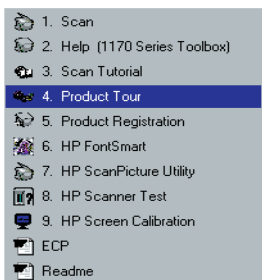 1. Scan
2. Help (1170 Series Toolbox)
3. Scan Tutorial
4. Product Tour
5. Product Registration
6. HP FontSmart
7. HP ScanPicture Utility
8. HP Scanner Test
9. HP Screen Calibration
ECP
Readme